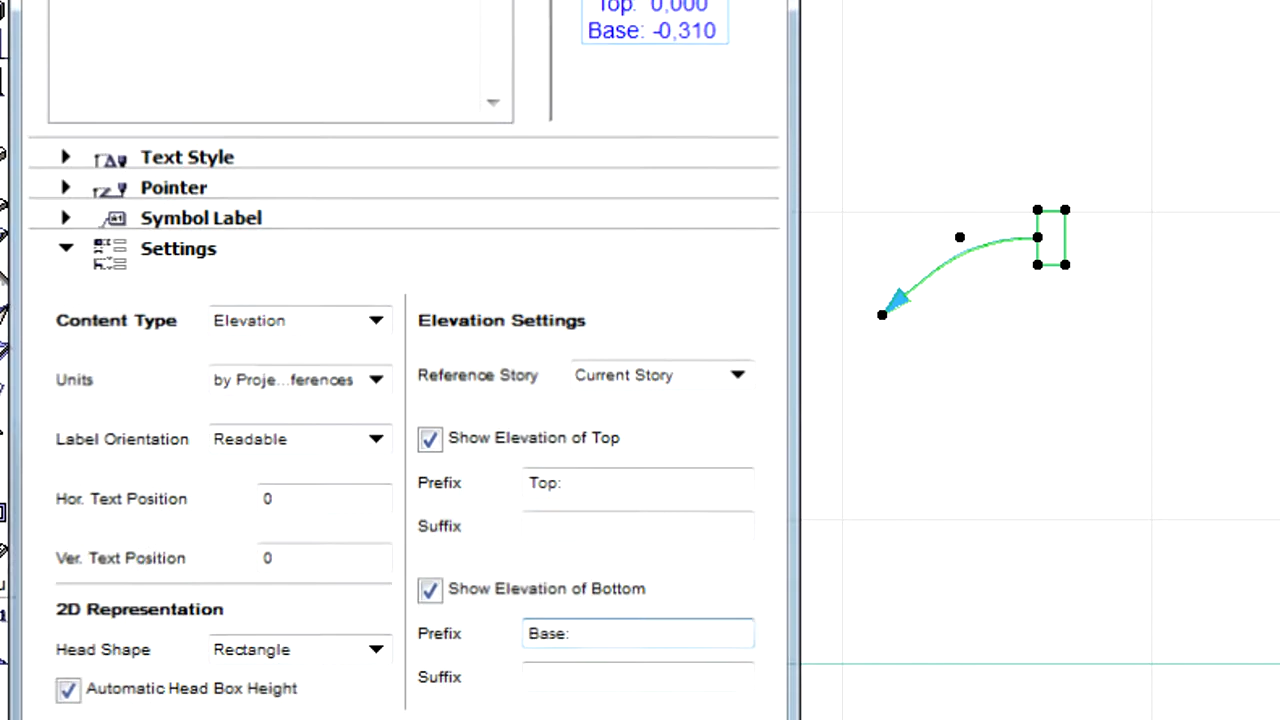 Top: 0,000
Base: -0,310
Text Style
Pointer
A1 Symbol Label
Settings
Content Type Elevation
Units by Proje...ferences
Label Orientation Readable
Hor. Text Position 0
Ver. Text Position 0
2D Representation
Head Shape Rectangle
Automatic Head Box Height
Elevation Settings
Reference Story Current Story
Show Elevation of Top
Prefix Top:
Suffix
Show Elevation of Bottom
Prefix Base:
Suffix